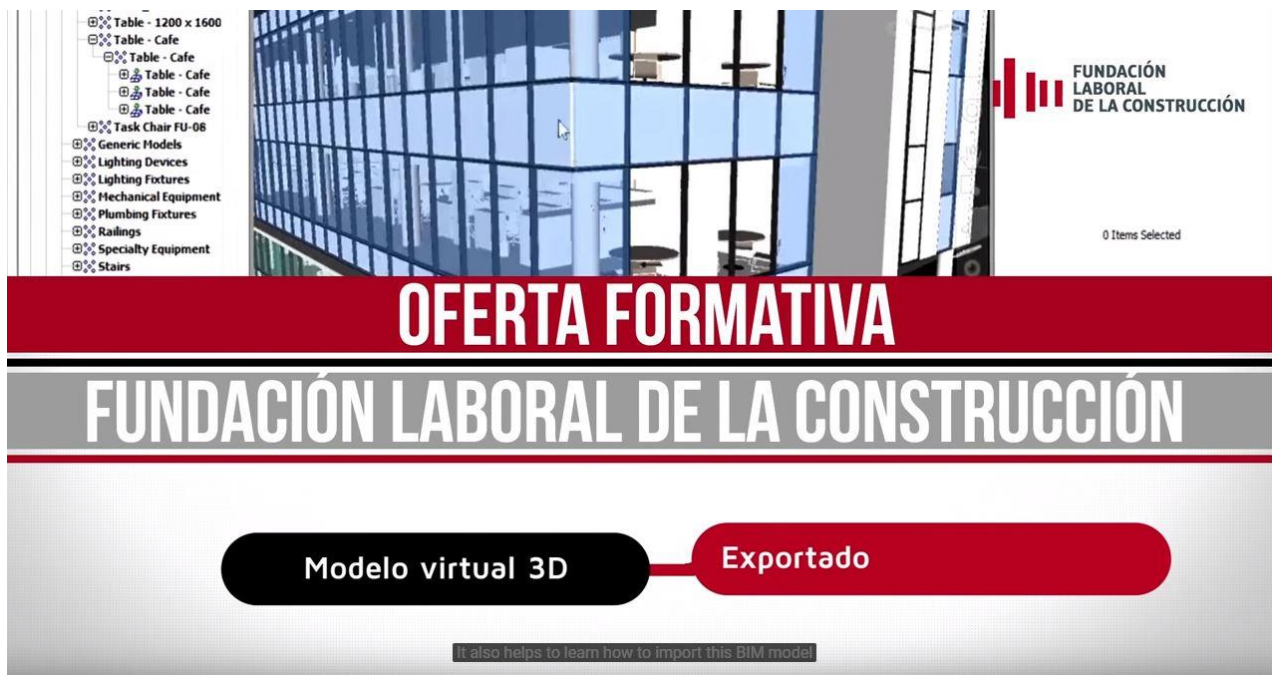 Table - 1200 x 1600
Table - Cafe
Table - Cafe
Table - Cafe
Table - Cafe
Table - Cafe
Task Chair FU-08
Generic Models
Lighting Devices
Lighting Fixtures
Mechanical Equipment
Plumbing Fixtures
Railings
Specialty Equipment
Stairs
FUNDACIÓN
LABORAL
DE LA CONSTRUCCIÓN
0 Items Selected
OFERTA FORMATIVA
FUNDACIÓN LABORAL DE LA CONSTRUCCIÓN
Modelo virtual 3D
Exportado
It also helps to learn how to import this BIM model